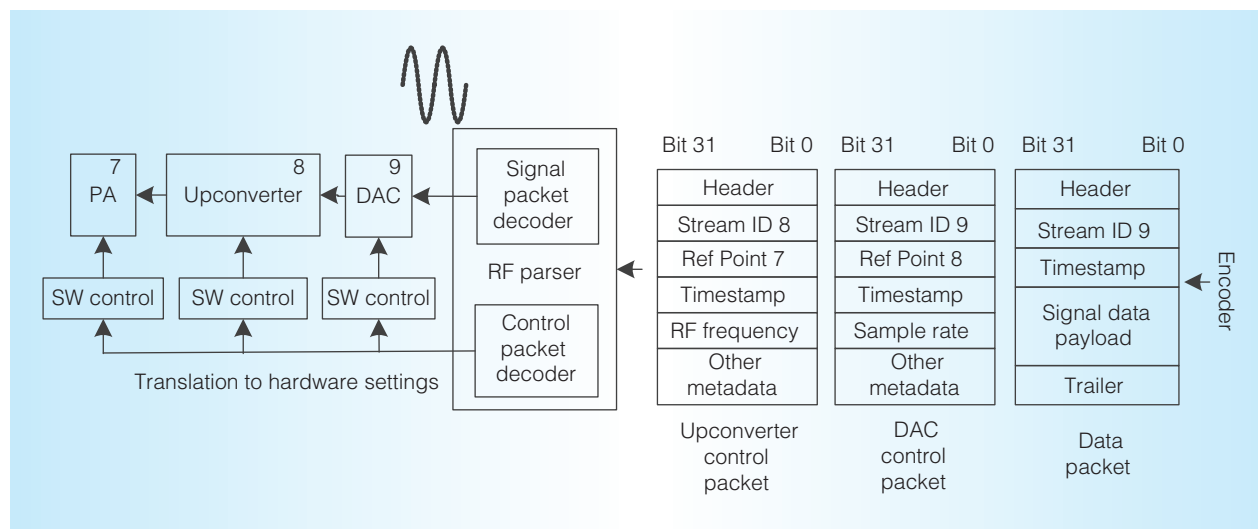 7
PA
8
Upconverter
9
DAC
SW control
SW control
SW control
Translation to hardware settings
Signal
packet
decoder
RF parser
Control
packet
decoder
Bit 31 Bit 0
Header
Stream ID 8
Ref Point 7
Timestamp
RF frequency
Other
metadata
Upconverter
control
packet
Bit 31 Bit 0
Header
Stream ID 9
Ref Point 8
Timestamp
Sample rate
Other
metadata
DAC
control
packet
Bit 31 Bit 0
Header
Stream ID 9
Timestamp
Signal data
payload
Trailer
Data
packet
Encoder